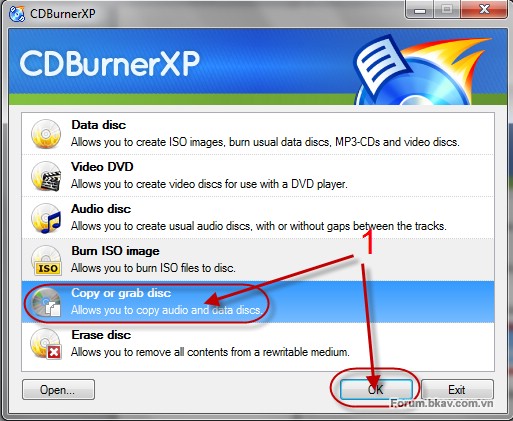 CDBurnerXP
CDBurnerXP
Data disc
Allows you to create ISO images, burn usual data discs, MP3-CDs and video discs.
Video DVD
Allows you to create video discs for use with a DVD player.
Audio disc
Allows you to create usual audio discs, with or without gaps between the tracks.
Burn ISO image
ISO
Allows you to burn ISO files to disc.
1
Copy or grab disc
Allows you to copy audio and data discs.
Erase disc
Allows you to remove all contents from a rewritable medium.
Open...
OK
Exit
Forum.bkav.com.vn